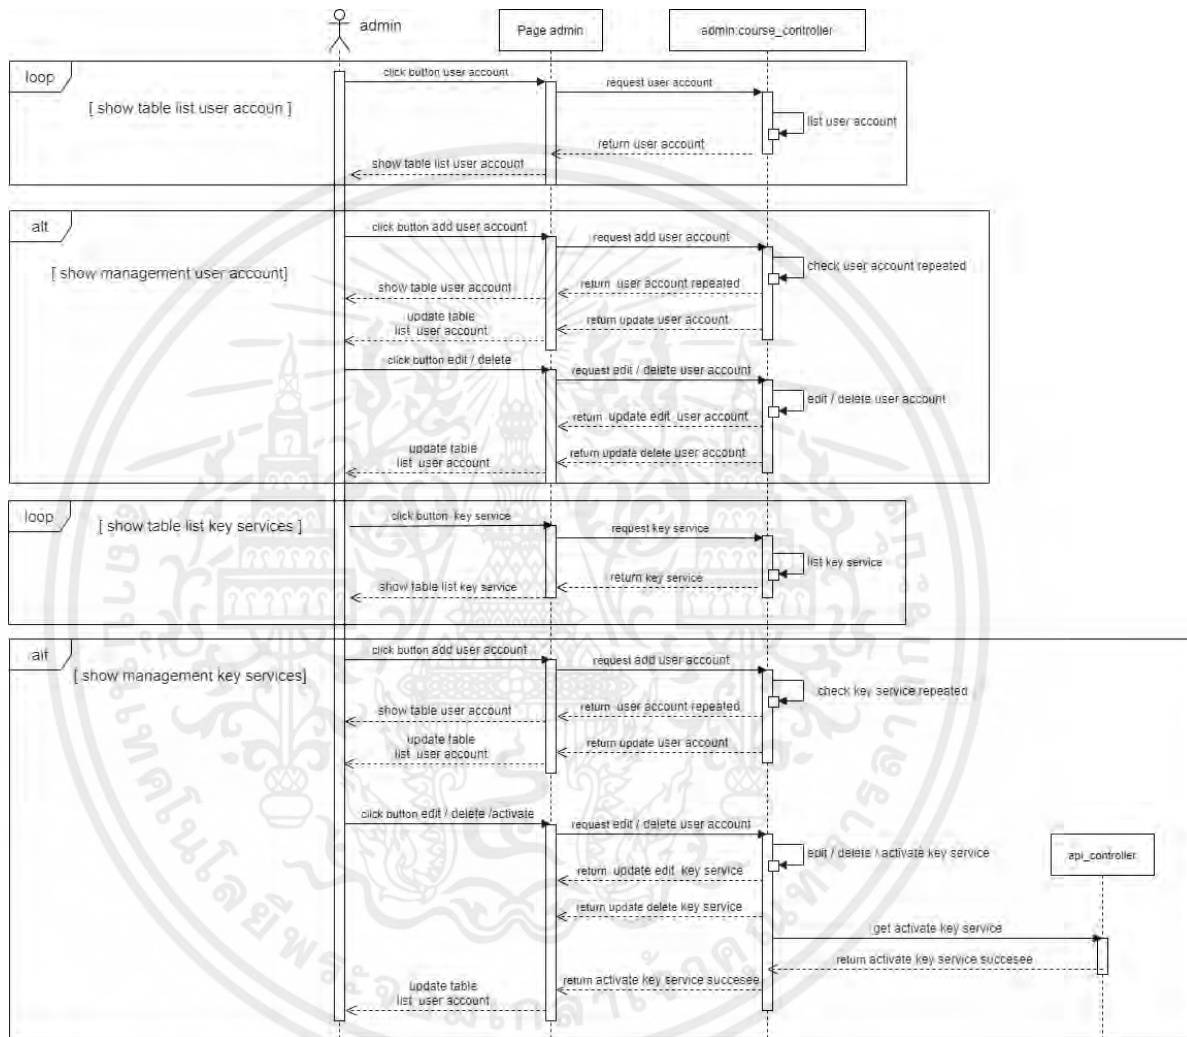 admin
Page admin
admin:course_controller
loop
[ show table list user accoun ]
click button user account
request user account
list user account
return user account
show table list user account
alt
[ show management user account]
click button add user account
request add user account
check user account repeated
return user account repeated
show table user account
return update user account
update table
list user account
click button edit / delete
request edit / delete user account
edit / delete user account
return update edit user account
return update delete user account
update table
list user account
loop
[ show table list key services ]
click button key service
request key service
list key service
return key service
show table list key service
alt
[ show management key services]
click button add user account
request add user account
check key service repeated
return user account repeated
show table user account
return update user account
update table
list user account
click button edit / delete /activate
request edit / delete user account
edit / delete / activate key service
api_controller
return update edit key service
return update delete key service
get activate key service
return activate key service succesee
return activate key service succesee
update table
list user account